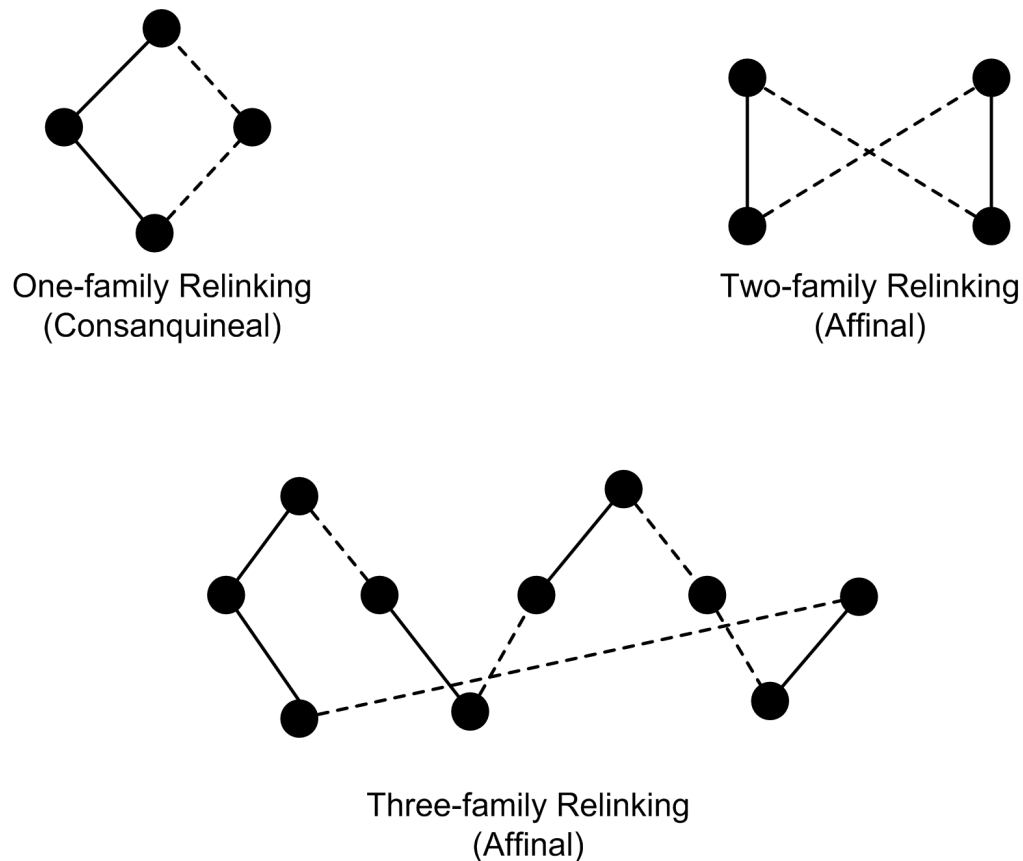 One-family Relinking
(Consanquineal)
Two-family Relinking
(Affinal)
Three-family Relinking
(Affinal)